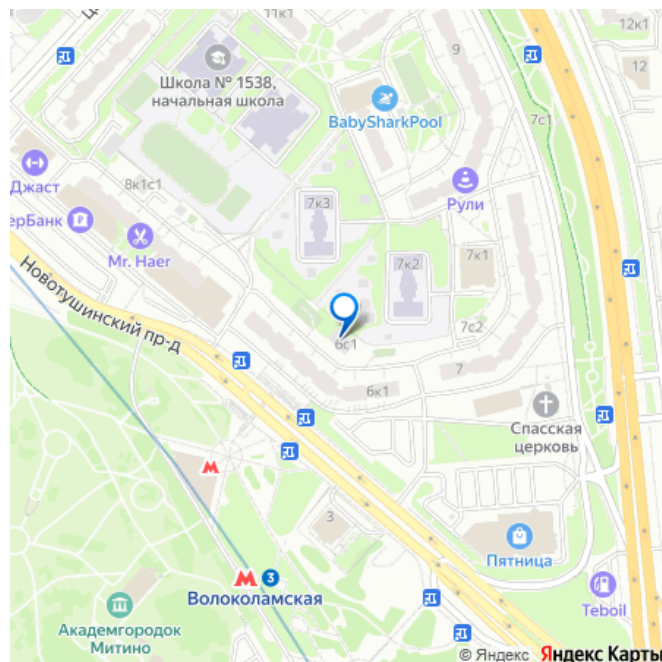 11к1
12к1
9
12
Школа № 1538,
начальная школа
BabySharkPool
7с1
Джаст
8к1с1
7к3
Рули
ерБанк
Mr. Haer
7к1
7к2
Новотушинский пр-д
7с2
6с1
7
6к1
Спасская
церковь
3
Пятница
3
Волоколамская
Teboil
Академгородок
Митино
© Яндекс Яндекс Карты